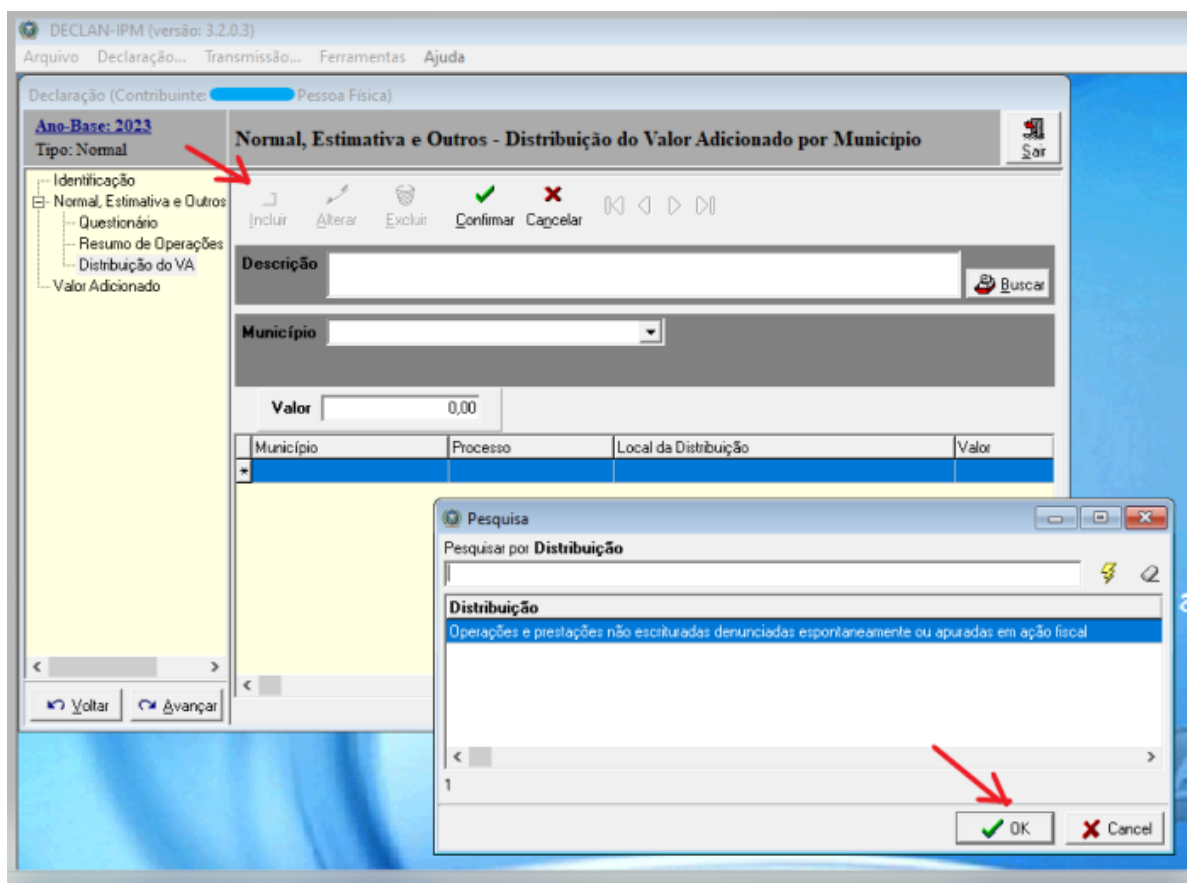 DECLAN-IPM (versão: 3.2.0.3)
Arquivo Declaração... Transmissão... Ferramentas Ajuda
Declaração (Contribuinte: Pessoa Física)
Ano-Base: 2023
Tipo: Normal
Normal, Estimativa e Outros - Distribuição do Valor Adicionado por Município
Sair
Identificação
Normal, Estimativa e Outros
Questionário
Resumo de Operações
Distribuição do VA
Valor Adicionado
Incluir Alterar Excluir Confirmar Cancelar
Descrição
Buscar
Município
Valor 0,00
Município Processo Local da Distribuição Valor
Pesquisa
Pesquisar por Distribuição
Distribuição
Operações e prestações não escrituradas denunciadas espontaneamente ou apuradas em ação fiscal
1
OK Cancel
Voltar Avançar